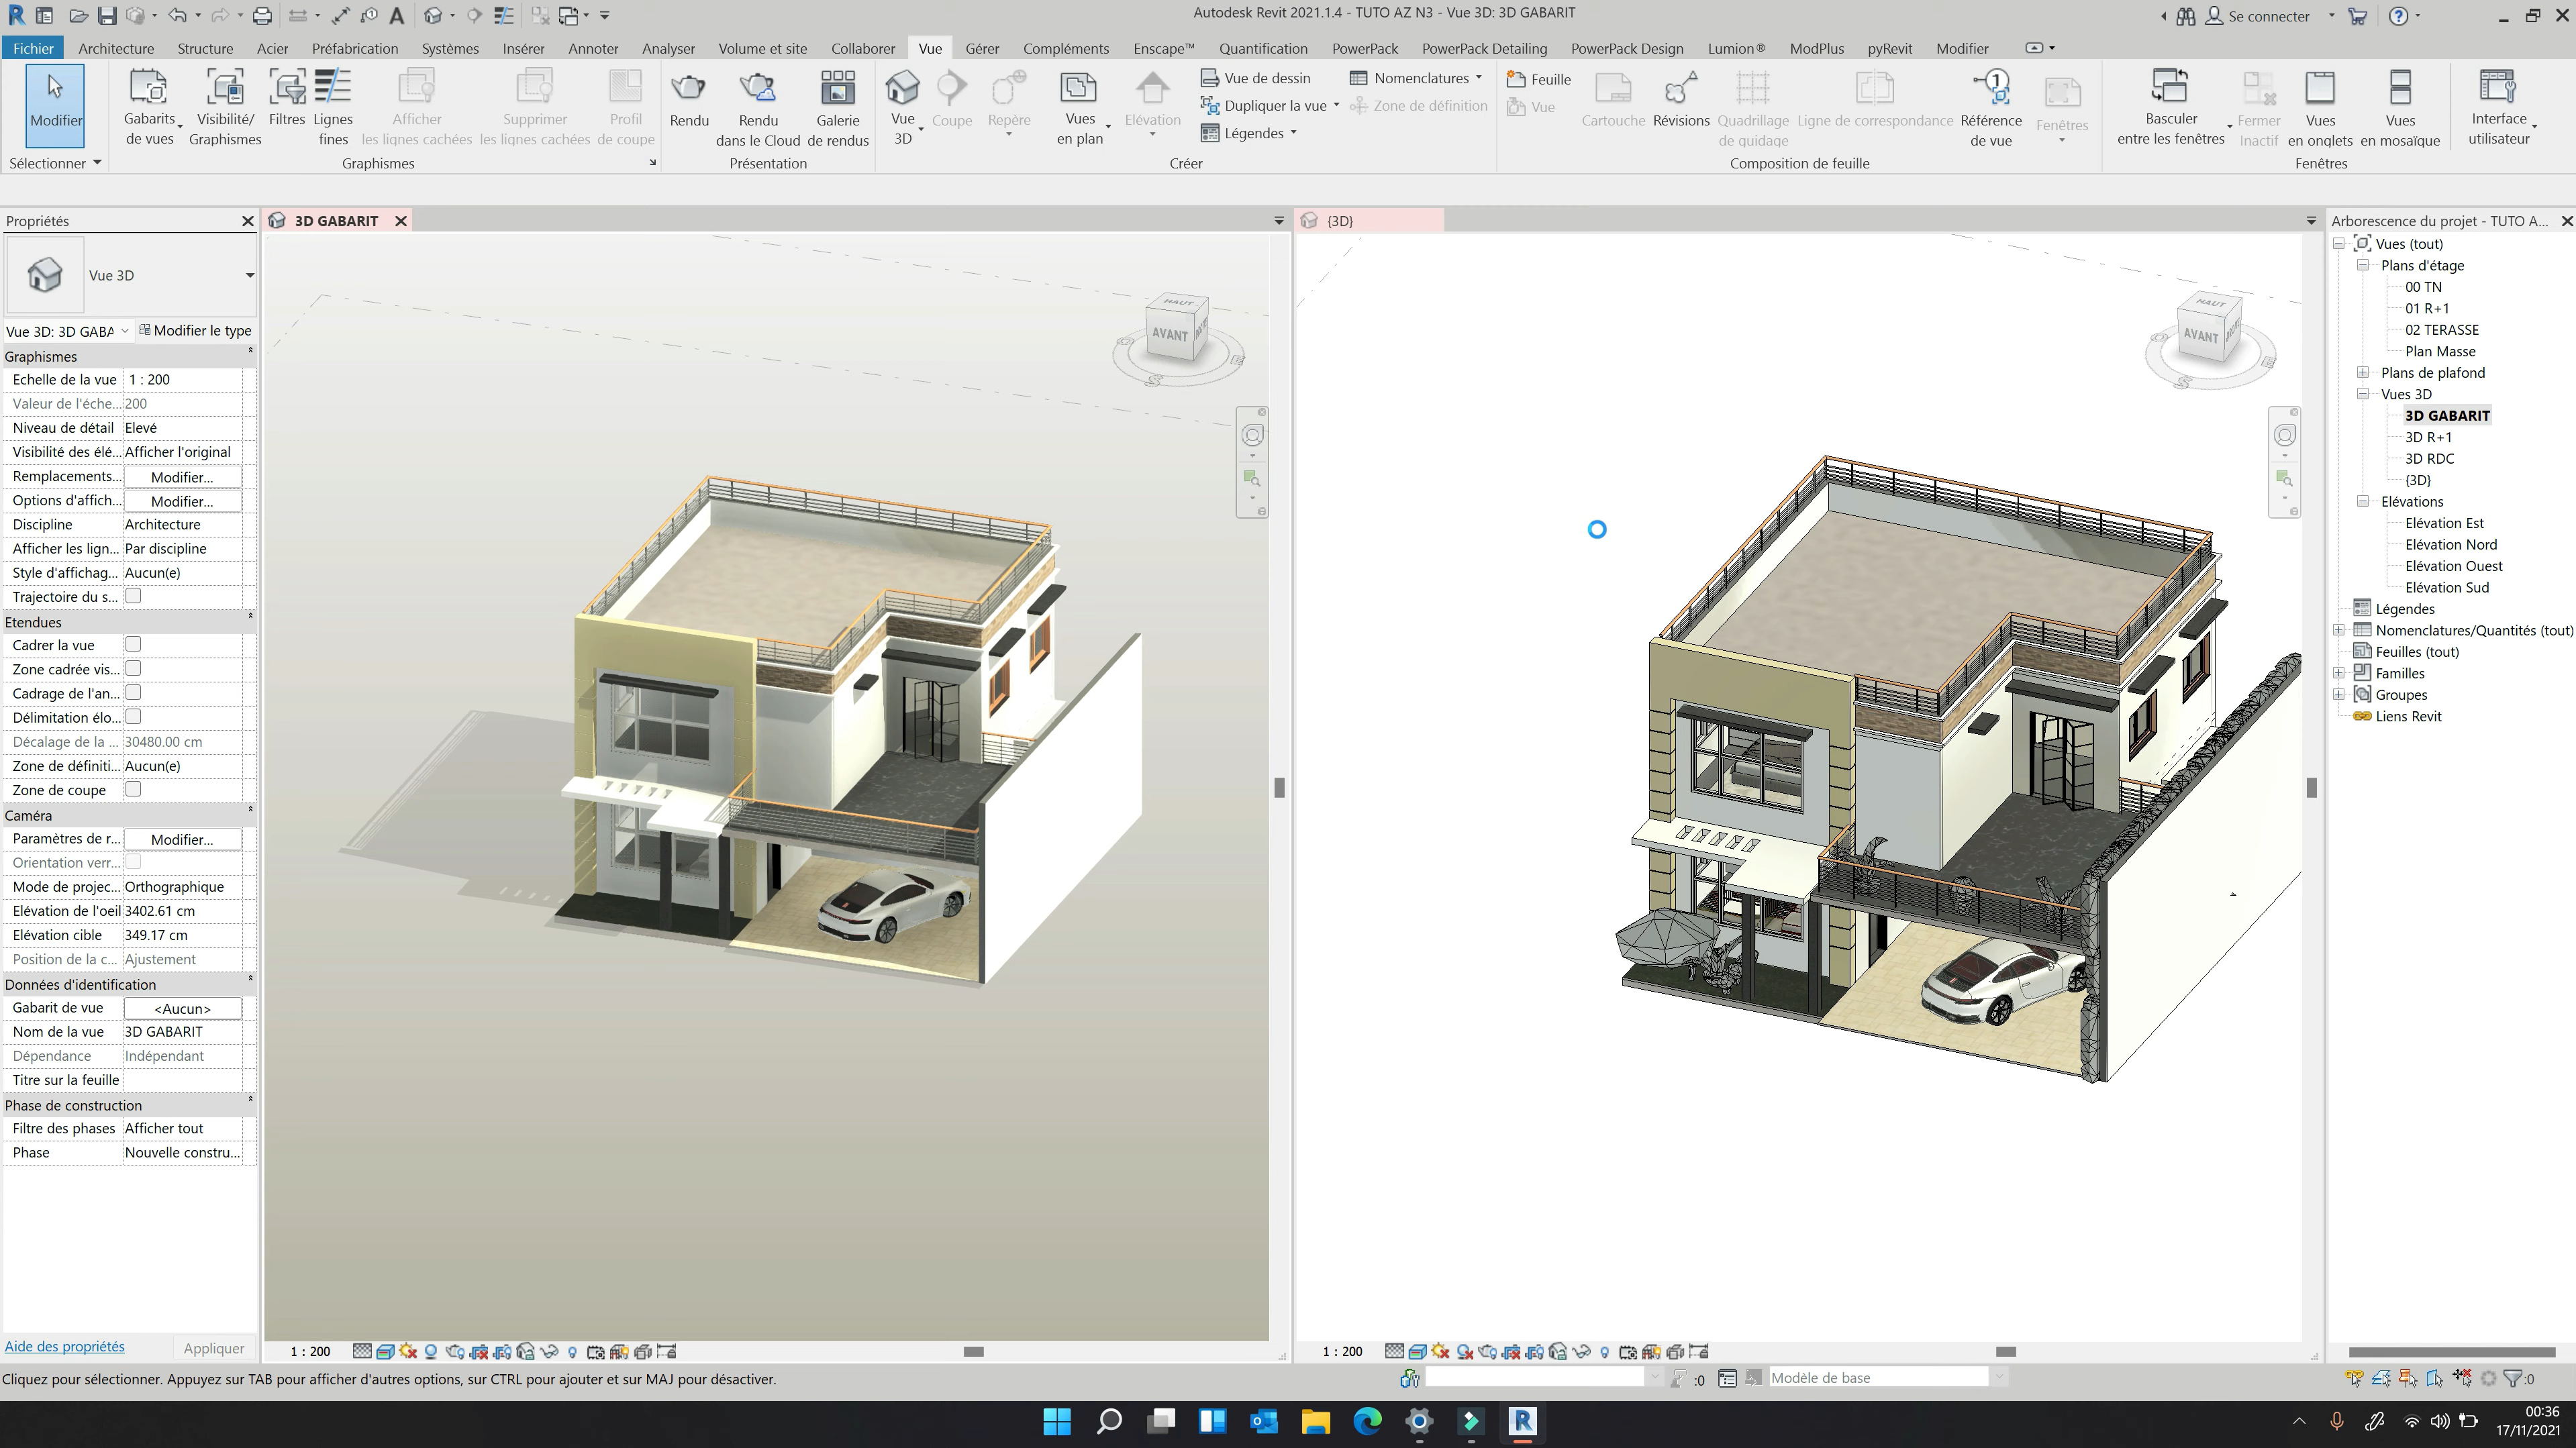 Autodesk Revit 2021.1.4 - TUTO AZ N3 - Vue 3D: 3D GABARIT
Se connecter
Fichier Architecture Structure Acier Préfabrication Systèmes Insérer Annoter Analyser Volume et site Collaborer Vue Gérer Compléments Enscape™ Quantification PowerPack PowerPack Detailing PowerPack Design Lumion® ModPlus pyRevit Modifier
Modifier
Gabarits de vues
Visibilité/ Graphismes
Filtres
Lignes fines
Afficher les lignes cachées
Supprimer les lignes cachées
Profil de coupe
Rendu
Rendu dans le Cloud
Galerie de rendus
Vue 3D
Coupe
Repère
Vues en plan
Elévation
Vue de dessin
Dupliquer la vue
Légendes
Nomenclatures
Zone de définition
Feuille
Vue
Cartouche
Révisions
Quadrillage de guidage
Ligne de correspondance
Référence de vue
Fenêtres
Basculer entre les fenêtres
Fermer Inactif
Vues en onglets
Vues en mosaïque
Interface utilisateur
Sélectionner Graphismes Présentation Créer Composition de feuille Fenêtres
Propriétés
Vue 3D
Vue 3D: 3D GABA Modifier le type
Graphismes
Echelle de la vue 1 : 200
Valeur de l'éche... 200
Niveau de détail Elevé
Visibilité des élé... Afficher l'original
Remplacements... Modifier...
Options d'affich... Modifier...
Discipline Architecture
Afficher les lign... Par discipline
Style d'affichag... Aucun(e)
Trajectoire du s...
Etendues
Cadrer la vue
Zone cadrée vis...
Cadrage de l'an...
Délimitation élo...
Décalage de la ... 30480.00 cm
Zone de définiti... Aucun(e)
Zone de coupe
Caméra
Paramètres de r... Modifier...
Orientation verr...
Mode de projec... Orthographique
Elévation de l'oeil 3402.61 cm
Elévation cible 349.17 cm
Position de la c... Ajustement
Données d'identification
Gabarit de vue <Aucun>
Nom de la vue 3D GABARIT
Dépendance Indépendant
Titre sur la feuille
Phase de construction
Filtre des phases Afficher tout
Phase Nouvelle constru...
Aide des propriétés Appliquer
3D GABARIT
HAUT
AVANT
O
S
E
1 : 200
{3D}
HAUT
AVANT
O
S
E
1 : 200
Arborescence du projet - TUTO A...
Vues (tout)
Plans d'étage
00 TN
01 R+1
02 TERASSE
Plan Masse
Plans de plafond
Vues 3D
3D GABARIT
3D R+1
3D RDC
{3D}
Elévations
Elévation Est
Elévation Nord
Elévation Ouest
Elévation Sud
Légendes
Nomenclatures/Quantités (tout)
Feuilles (tout)
Familles
Groupes
Liens Revit
Cliquez pour sélectionner. Appuyez sur TAB pour afficher d'autres options, sur CTRL pour ajouter et sur MAJ pour désactiver.
:0
Modèle de base
:0
00:36
17/11/2021